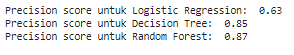 Precision score untuk Logistic Regression:  0.63
Precision score untuk Decision Tree:  0.85
Precision score untuk Random Forest:  0.87